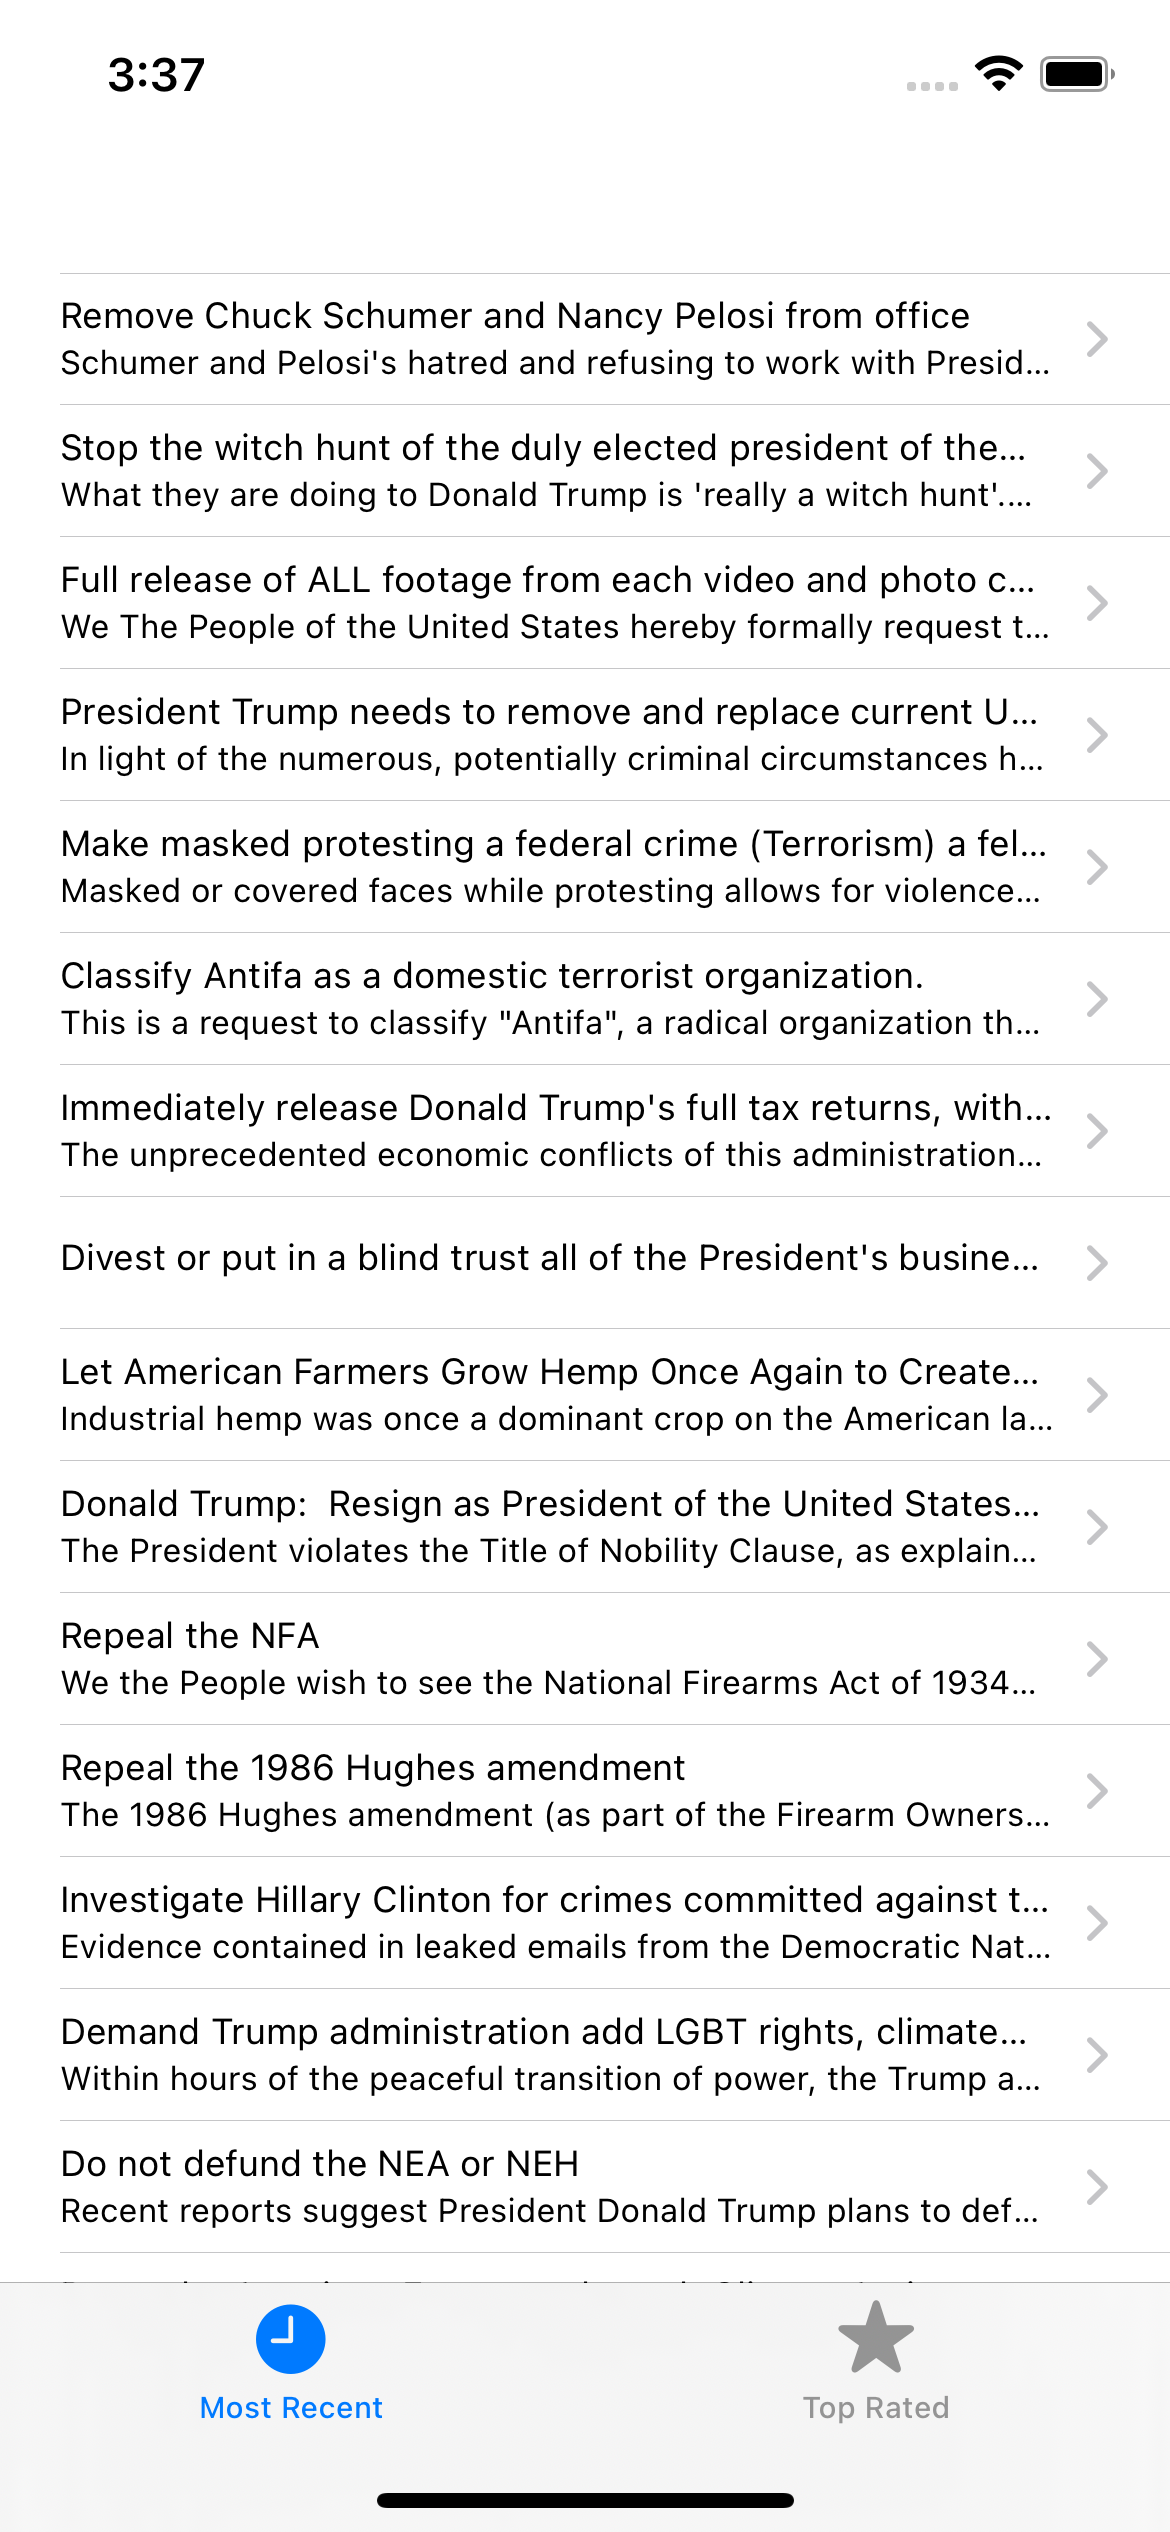 3:37
Remove Chuck Schumer and Nancy Pelosi from office
Schumer and Pelosi's hatred and refusing to work with Presid...
Stop the witch hunt of the duly elected president of the...
What they are doing to Donald Trump is 'really a witch hunt'....
Full release of ALL footage from each video and photo c...
We The People of the United States hereby formally request t...
President Trump needs to remove and replace current U...
In light of the numerous, potentially criminal circumstances h...
Make masked protesting a federal crime (Terrorism) a fel...
Masked or covered faces while protesting allows for violence...
Classify Antifa as a domestic terrorist organization.
This is a request to classify "Antifa", a radical organization th...
Immediately release Donald Trump's full tax returns, with...
The unprecedented economic conflicts of this administration...
Divest or put in a blind trust all of the President's busine...
Let American Farmers Grow Hemp Once Again to Create...
Industrial hemp was once a dominant crop on the American la...
Donald Trump:  Resign as President of the United States...
The President violates the Title of Nobility Clause, as explain...
Repeal the NFA
We the People wish to see the National Firearms Act of 1934...
Repeal the 1986 Hughes amendment
The 1986 Hughes amendment (as part of the Firearm Owners...
Investigate Hillary Clinton for crimes committed against t...
Evidence contained in leaked emails from the Democratic Nat...
Demand Trump administration add LGBT rights, climate...
Within hours of the peaceful transition of power, the Trump a...
Do not defund the NEA or NEH
Recent reports suggest President Donald Trump plans to def...
Most Recent
Top Rated